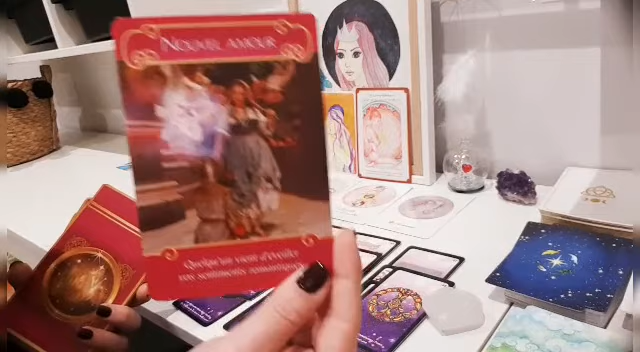 Nouvel amour
Quelqu'un vient d'éveiller
vos sentiments romantiques.